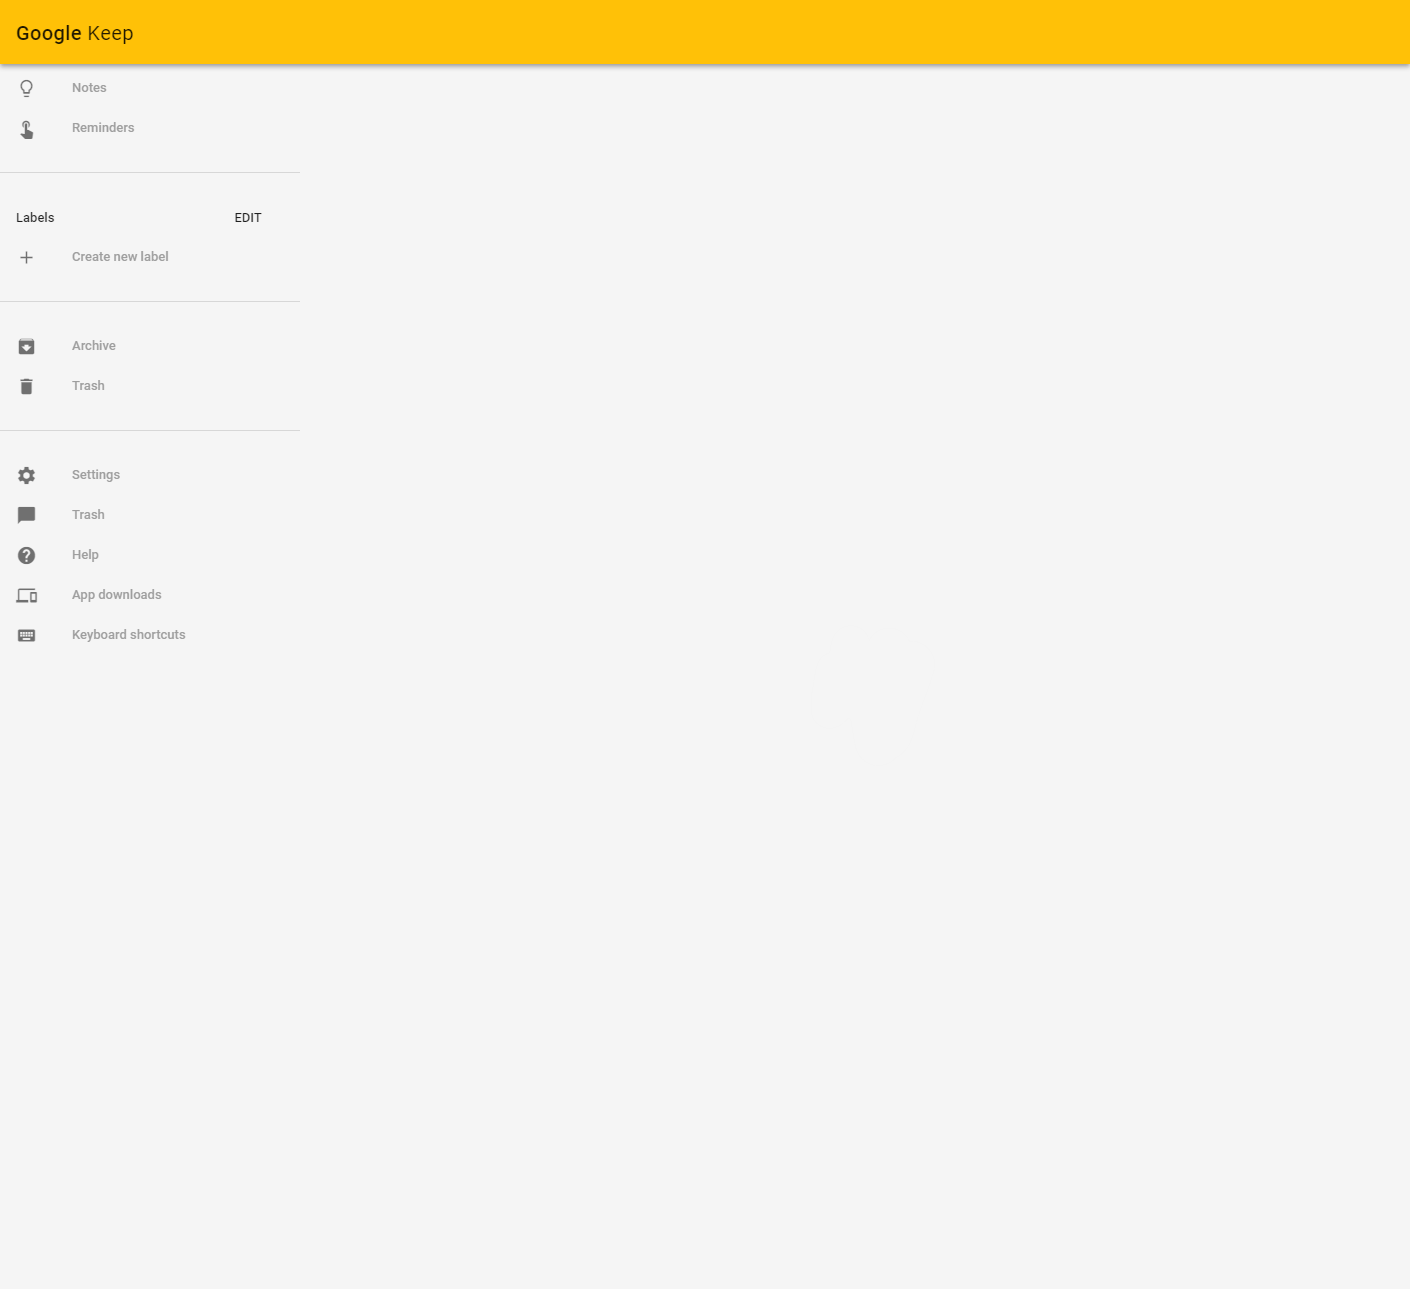 Google Keep
Notes
Reminders
Labels EDIT
Create new label
Archive
Trash
Settings
Trash
Help
App downloads
Keyboard shortcuts